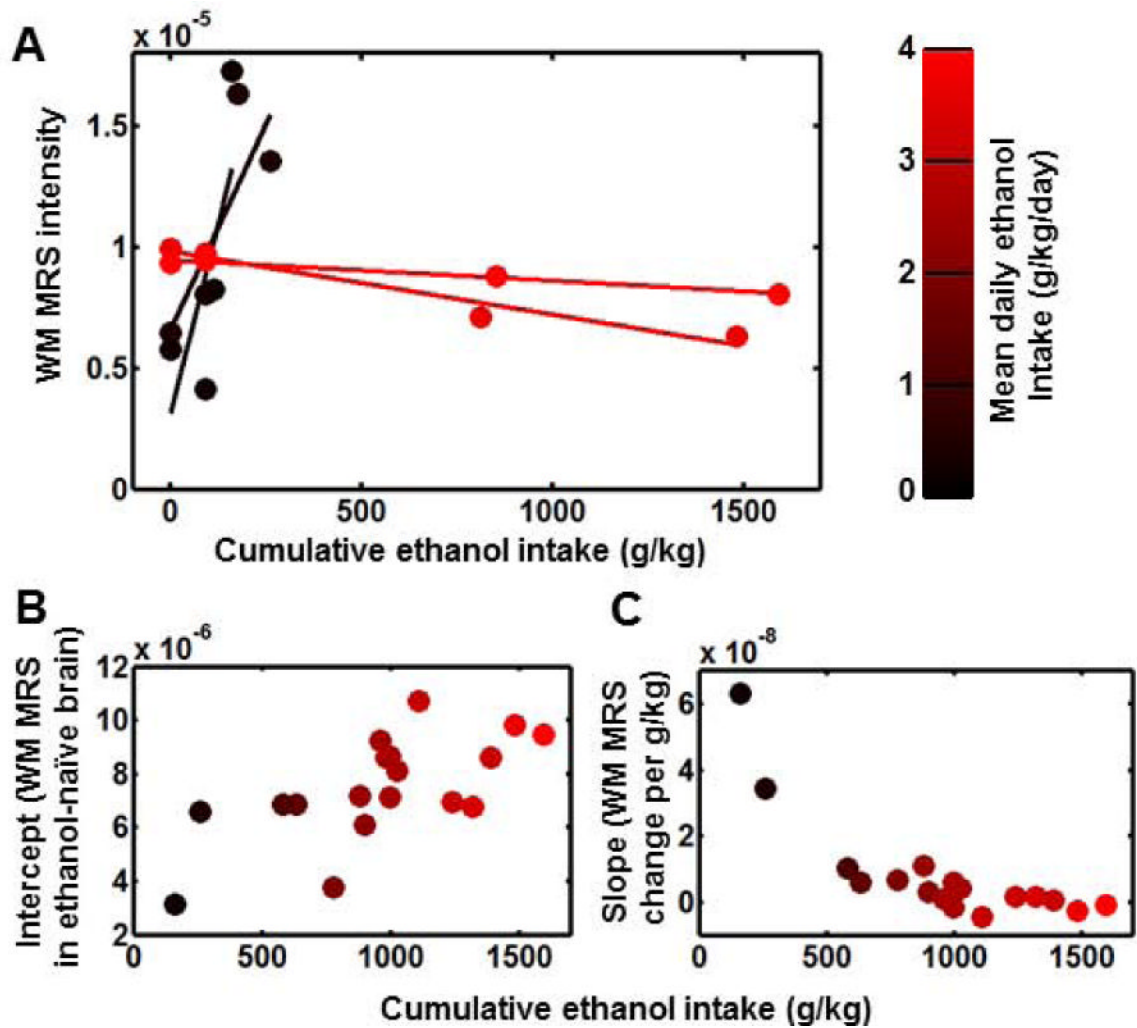 A
x 10-5
1.5
1
0.5
0
0
500
1000
1500
WM MRS intensity
Cumulative ethanol intake (g/kg)
4
3
2
1
0
Mean daily ethanol
Intake (g/kg/day)
B
x 10-6
12
10
8
6
4
2
0
500
1000
1500
Intercept (WM MRS
in ethanol-naïve brain)
C
x 10-8
6
4
2
0
0
500
1000
1500
Slope (WM MRS
change per g/kg)
Cumulative ethanol intake (g/kg)